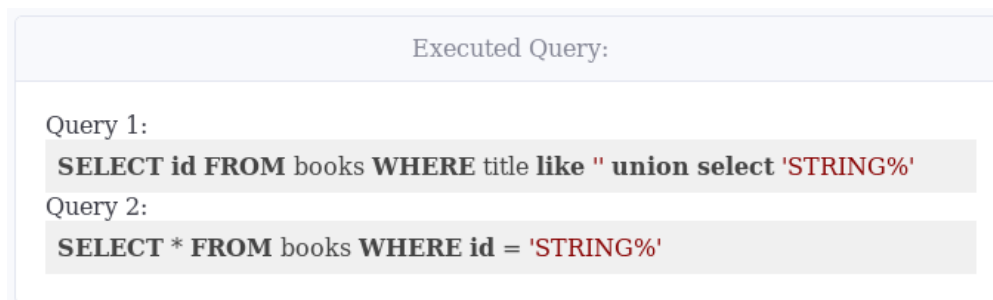 Executed Query:
Query 1:
SELECT id FROM books WHERE title like '' union select 'STRING%'
Query 2:
SELECT * FROM books WHERE id = 'STRING%'